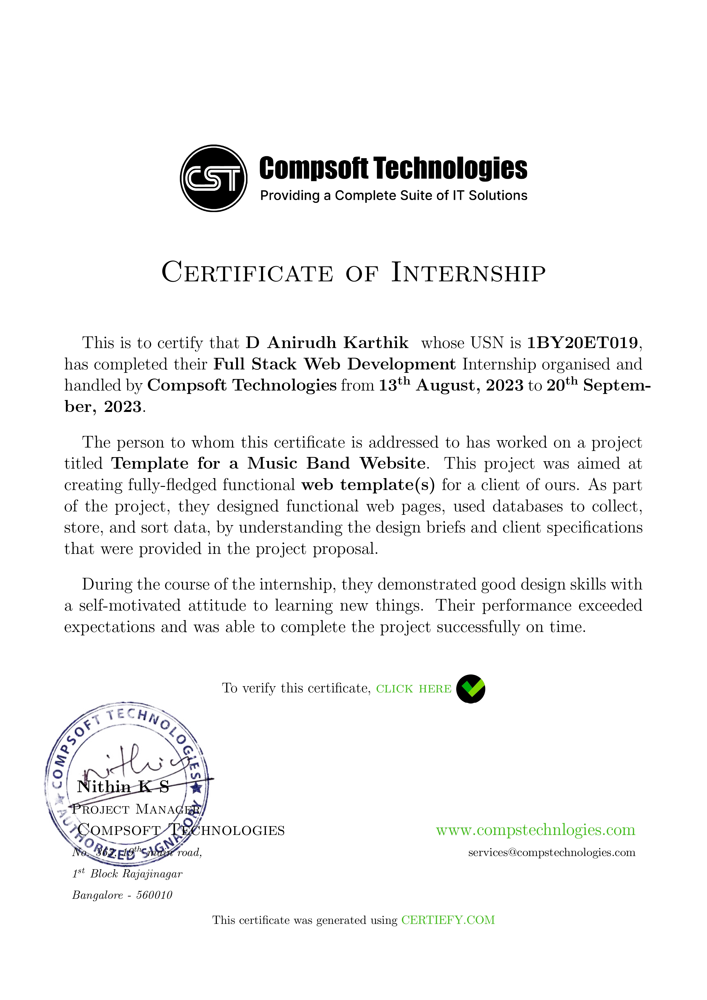 CST
Compsoft Technologies
Providing a Complete Suite of IT Solutions
Certificate of Internship
This is to certify that D Anirudh Karthik whose USN is 1BY20ET019,
has completed their Full Stack Web Development Internship organised and
handled by Compsoft Technologies from 13th August, 2023 to 20th Septem-
ber, 2023.
The person to whom this certificate is addressed to has worked on a project
titled Template for a Music Band Website. This project was aimed at
creating fully-fledged functional web template(s) for a client of ours. As part
of the project, they designed functional web pages, used databases to collect,
store, and sort data, by understanding the design briefs and client specifications
that were provided in the project proposal.
During the course of the internship, they demonstrated good design skills with
a self-motivated attitude to learning new things. Their performance exceeded
expectations and was able to complete the project successfully on time.
To verify this certificate, CLICK HERE
COMPSOFT TECHNOLOGIES
AUTHORIZED SIGNATORY
nithin
Nithin K S
Project Manager
Compsoft Technologies
www.compstechnlogies.com
No. 363, 19th main road,
services@compstechnologies.com
1st Block Rajajinagar
Bangalore - 560010
This certificate was generated using CERTIEFY.COM